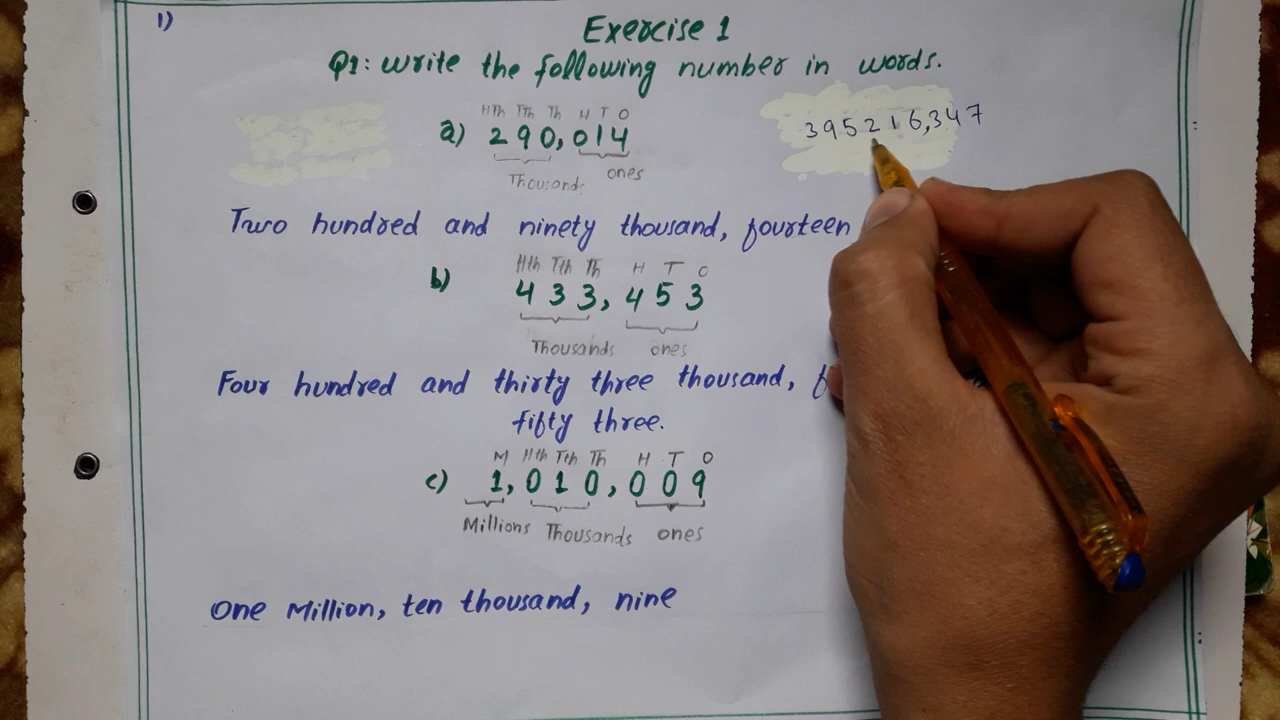 1)
Exercise 1
Q1: Write the following number in words.
Hth Tth Th H T O
a) 290,014
Thousands ones
395216,347
Two hundred and ninety thousand, fourteen
Hth Tth Th H T O
b) 433,453
Thousands ones
Four hundred and thirty three thousand, f
fifty three.
M Hth Tth Th H T O
c) 1,010,009
Millions Thousands ones
One Million, ten thousand, nine